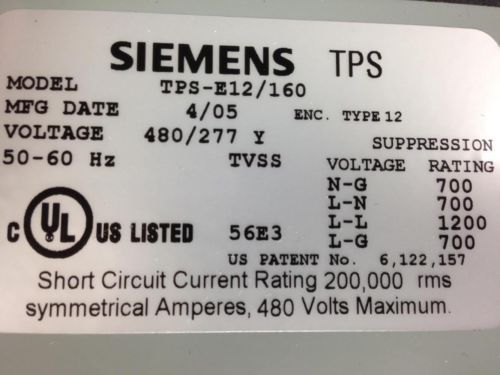 SIEMENS TPS
MODEL TPS-E12/160
MFG DATE 4/05 ENC. TYPE 12
VOLTAGE 480/277 Y
SUPPRESSION
50-60 Hz TVSS VOLTAGE RATING
N-G 700
L-N 700
L-L 1200
L-G 700
C UL US LISTED 56E3
US PATENT No. 6,122,157
Short Circuit Current Rating 200,000 rms
symmetrical Amperes, 480 Volts Maximum.